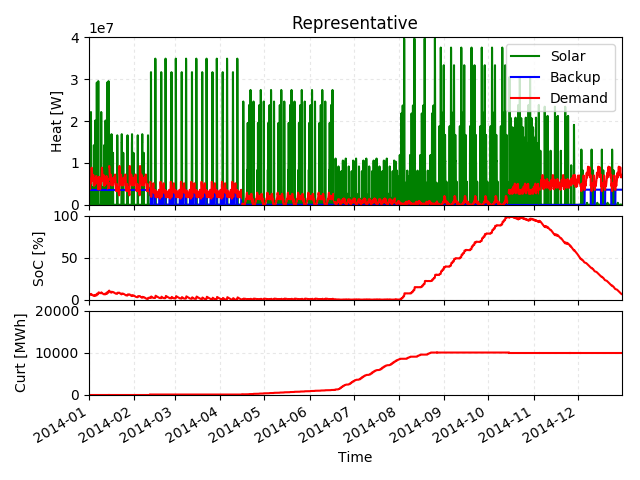 Representative
1e7
4
3
2
1
0
Heat [W]
Solar
Backup
Demand
100
50
0
SoC [%]
20000
10000
0
Curt [MWh]
2014-01
2014-02
2014-03
2014-04
2014-05
2014-06
2014-07
2014-08
2014-09
2014-10
2014-11
2014-12
Time